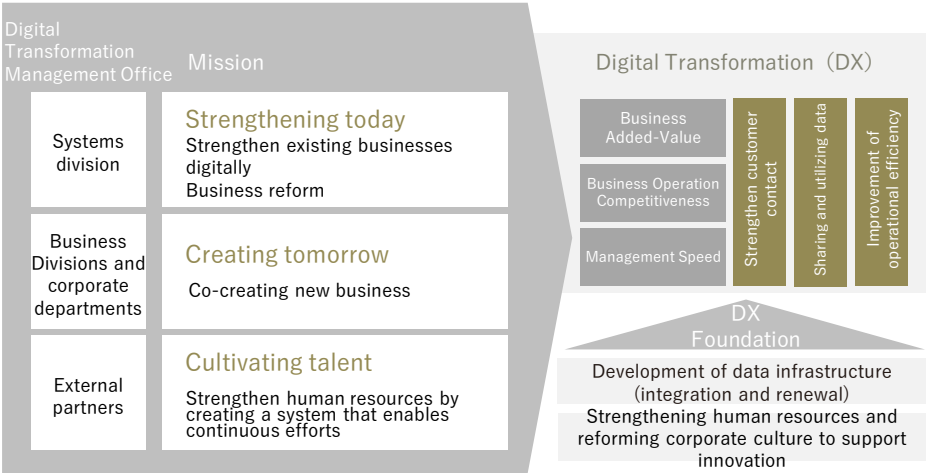 Digital
Transformation
Management Office
Mission
Systems
division
Strengthening today
Strengthen existing businesses
digitally
Business reform
Business
Divisions and
corporate
departments
Creating tomorrow
Co-creating new business
External
partners
Cultivating talent
Strengthen human resources by
creating a system that enables
continuous efforts
Digital Transformation（DX）
Business
Added-Value
Business Operation
Competitiveness
Management Speed
Strengthen customer
contact
Sharing and utilizing data
Improvement of
operational efficiency
DX
Foundation
Development of data infrastructure
(integration and renewal)
Strengthening human resources and
reforming corporate culture to support
innovation